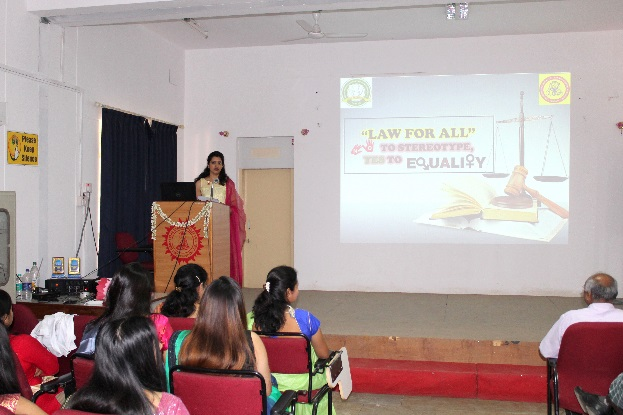 Please
Keep
Silence
"LAW FOR ALL"
TO STEREOTYPE,
YES TO EQUALITY